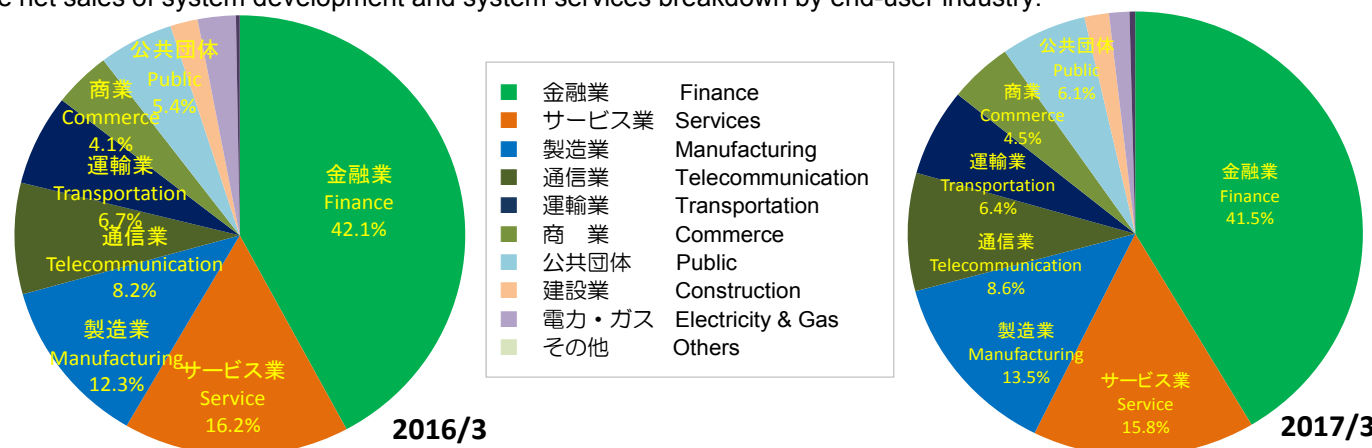 e net sales of system development and system services breakdown by end-user industry.
公共団体
Public
5.4%
商業
Commerce
4.1%
運輸業
Transportation
6.7%
通信業
Telecommunication
8.2%
製造業
Manufacturing
12.3%
サービス業
Service
16.2%
金融業
Finance
42.1%
2016/3
金融業 Finance
サービス業 Services
製造業 Manufacturing
通信業 Telecommunication
運輸業 Transportation
商 業 Commerce
公共団体 Public
建設業 Construction
電力・ガス Electricity & Gas
その他 Others
公共団体
Public
6.1%
商業
Commerce
4.5%
運輸業
Transportation
6.4%
通信業
Telecommunication
8.6%
製造業
Manufacturing
13.5%
サービス業
Service
15.8%
金融業
Finance
41.5%
2017/3